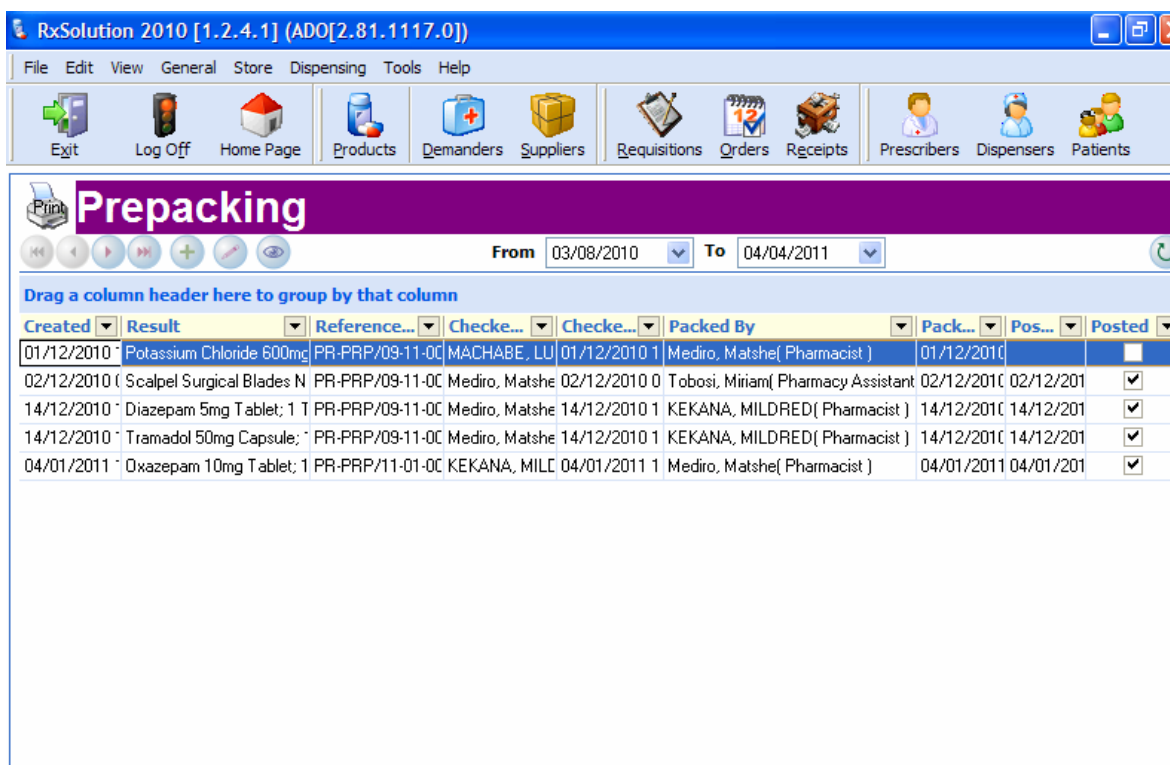 RxSolution 2010 [1.2.4.1] (ADO[2.81.1117.0])
File Edit View General Store Dispensing Tools Help
Exit Log Off Home Page Products Demanders Suppliers Requisitions Orders Receipts Prescribers Dispensers Patients
Print Prepacking
From 03/08/2010 To 04/04/2011
Drag a column header here to group by that column
Created Result Reference... Checke... Checke... Packed By Pack... Pos... Posted
01/12/2010 Potassium Chloride 600mg PR-PRP/09-11-00 MACHABE, LU 01/12/2010 1 Mediro, Matshe( Pharmacist ) 01/12/2010
02/12/2010 Scalpel Surgical Blades N PR-PRP/09-11-00 Mediro, Matshe 02/12/2010 0 Tobosi, Miriam( Pharmacy Assistant 02/12/2010 02/12/201
14/12/2010 Diazepam 5mg Tablet; 1 T PR-PRP/09-11-00 Mediro, Matshe 14/12/2010 1 KEKANA, MILDRED( Pharmacist ) 14/12/2010 14/12/201
14/12/2010 Tramadol 50mg Capsule; PR-PRP/09-11-00 Mediro, Matshe 14/12/2010 1 KEKANA, MILDRED( Pharmacist ) 14/12/2010 14/12/201
04/01/2011 Oxazepam 10mg Tablet; 1 PR-PRP/11-01-00 KEKANA, MILD 04/01/2011 1 Mediro, Matshe( Pharmacist ) 04/01/2011 04/01/201